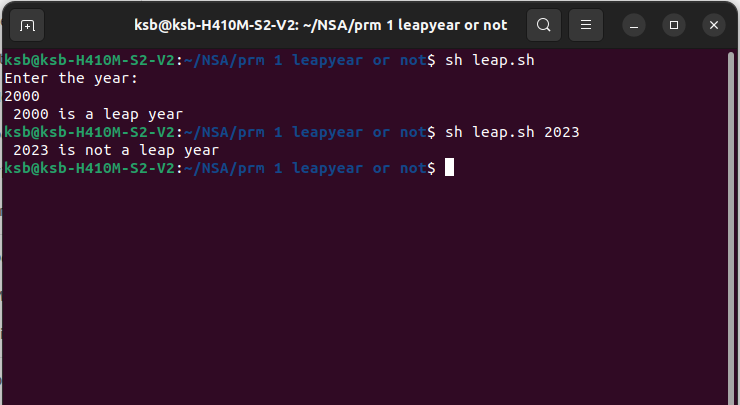 ksb@ksb-H410M-S2-V2: ~/NSA/prm 1 leapyear or not
ksb@ksb-H410M-S2-V2:~/NSA/prm 1 leapyear or not$ sh leap.sh
Enter the year:
2000
 2000 is a leap year
ksb@ksb-H410M-S2-V2:~/NSA/prm 1 leapyear or not$ sh leap.sh 2023
 2023 is not a leap year
ksb@ksb-H410M-S2-V2:~/NSA/prm 1 leapyear or not$